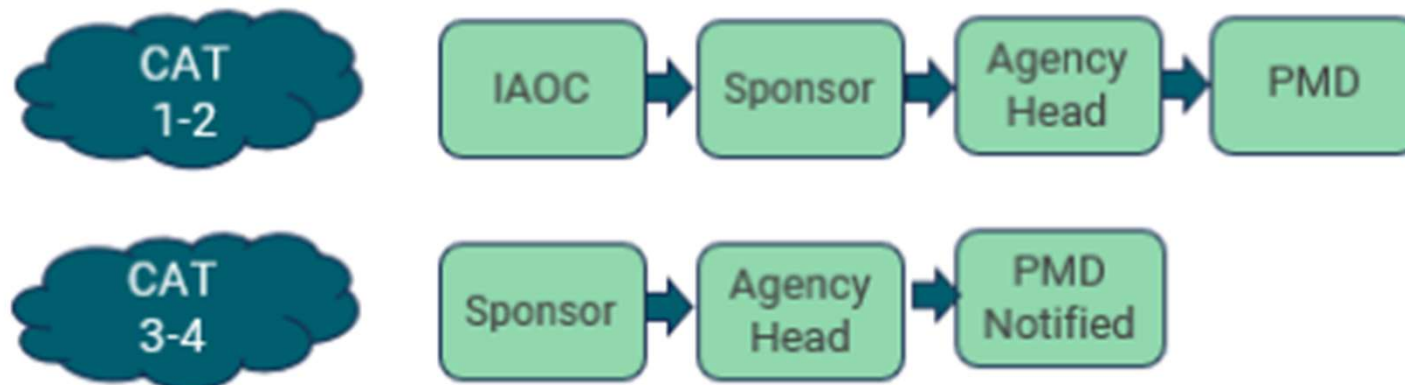 CAT
1-2
IAOC
Sponsor
Agency
Head
PMD
CAT
3-4
Sponsor
Agency
Head
PMD
Notified